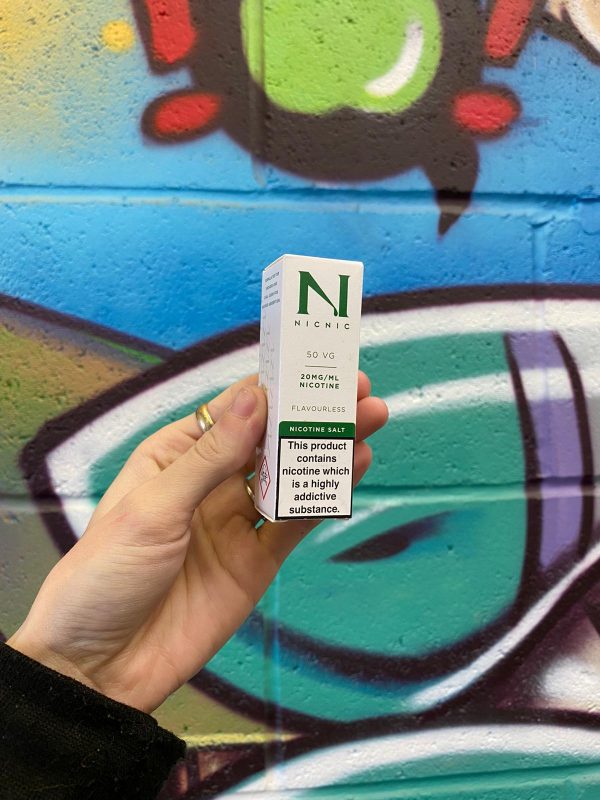 N
NICNIC
50 VG
20MG/ML
NICOTINE
FLAVOURLESS
NICOTINE SALT
This product
contains
nicotine which
is a highly
addictive
substance.